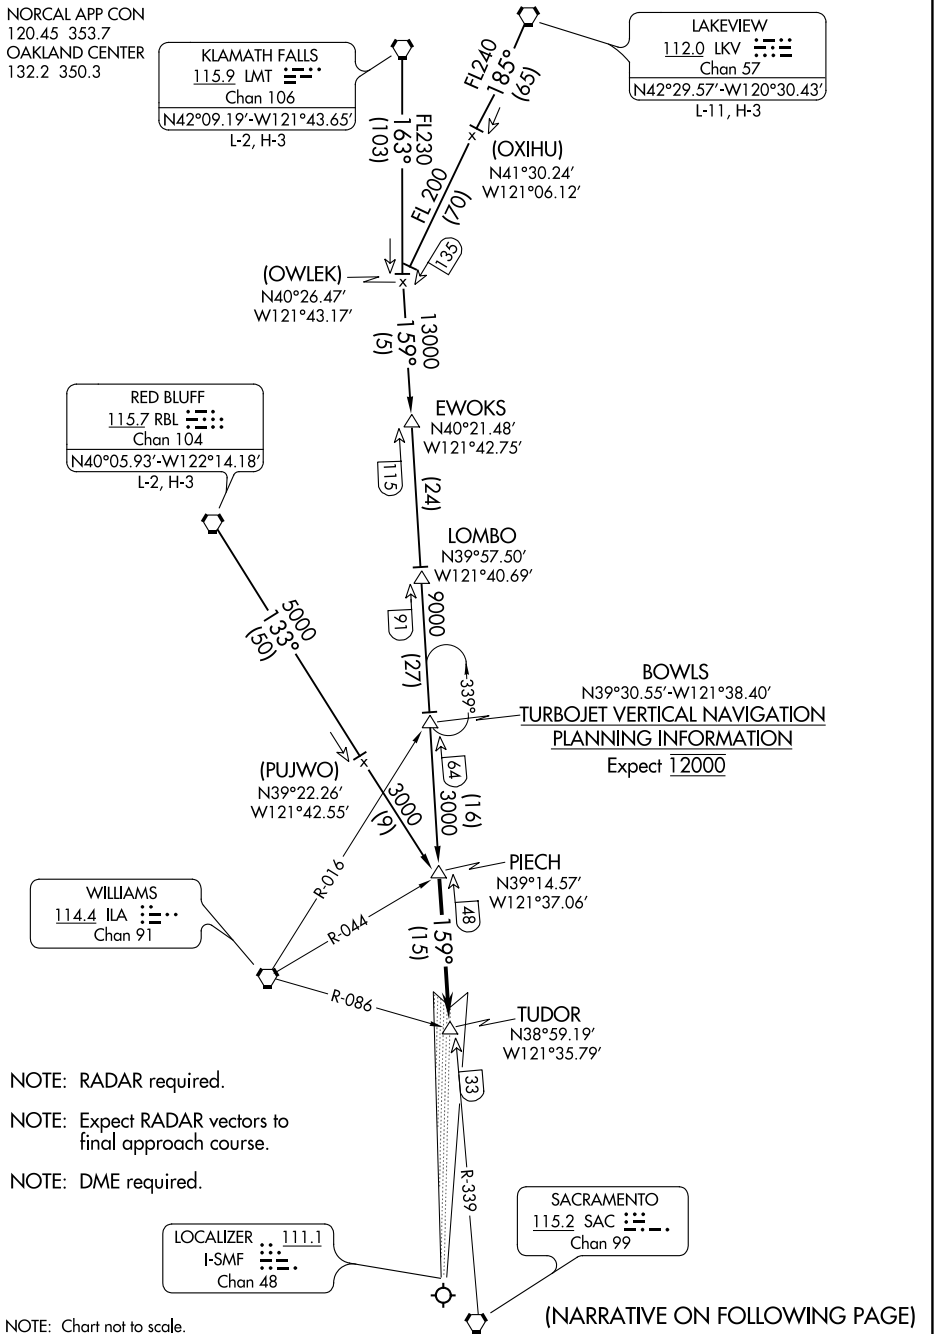 NORCAL APP CON
120.45 353.7
OAKLAND CENTER
132.2 350.3
KLAMATH FALLS
115.9 LMT
Chan 106
N42°09.19'-W121°43.65'
L-2, H-3
LAKEVIEW
112.0 LKV
Chan 57
N42°29.57'-W120°30.43'
L-11, H-3
FL240
185°
(65)
FL230
163°
(103)
(OXIHU)
N41°30.24'
W121°06.12'
FL 200
(70)
135
(OWLEK)
N40°26.47'
W121°43.17'
13000
159°
(5)
RED BLUFF
115.7 RBL
Chan 104
N40°05.93'-W122°14.18'
L-2, H-3
EWOKS
N40°21.48'
W121°42.75'
115
(24)
LOMBO
N39°57.50'
W121°40.69'
91
9000
(27)
5000
133°
(50)
339°
BOWLS
N39°30.55'-W121°38.40'
TURBOJET VERTICAL NAVIGATION
PLANNING INFORMATION
Expect 12000
(PUJWO)
N39°22.26'
W121°42.55'
3000
(9)
64
(16)
3000
PIECH
N39°14.57'
W121°37.06'
48
R-016
R-044
R-086
WILLIAMS
114.4 ILA
Chan 91
159°
(15)
TUDOR
N38°59.19'
W121°35.79'
33
R-339
NOTE: RADAR required.
NOTE: Expect RADAR vectors to
final approach course.
NOTE: DME required.
LOCALIZER 111.1
I-SMF
Chan 48
SACRAMENTO
115.2 SAC
Chan 99
NOTE: Chart not to scale.
(NARRATIVE ON FOLLOWING PAGE)